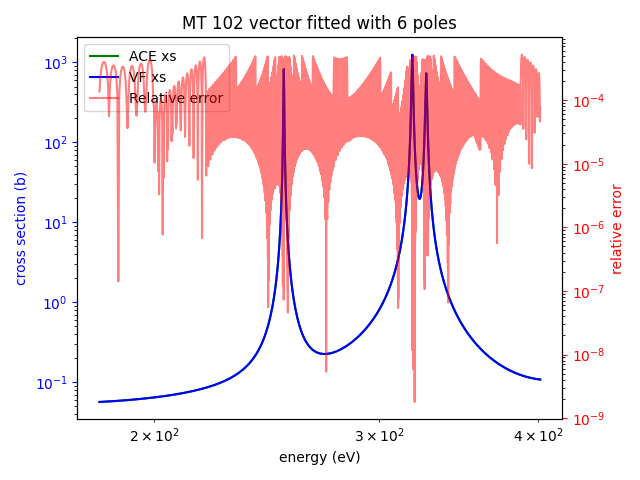 MT 102 vector fitted with 6 poles
ACE xs
VF xs
Relative error
10³
10²
10¹
10⁰
10⁻¹
cross section (b)
10⁻⁴
10⁻⁵
10⁻⁶
10⁻⁷
10⁻⁸
10⁻⁹
relative error
2 × 10² 3 × 10² 4 × 10²
energy (eV)